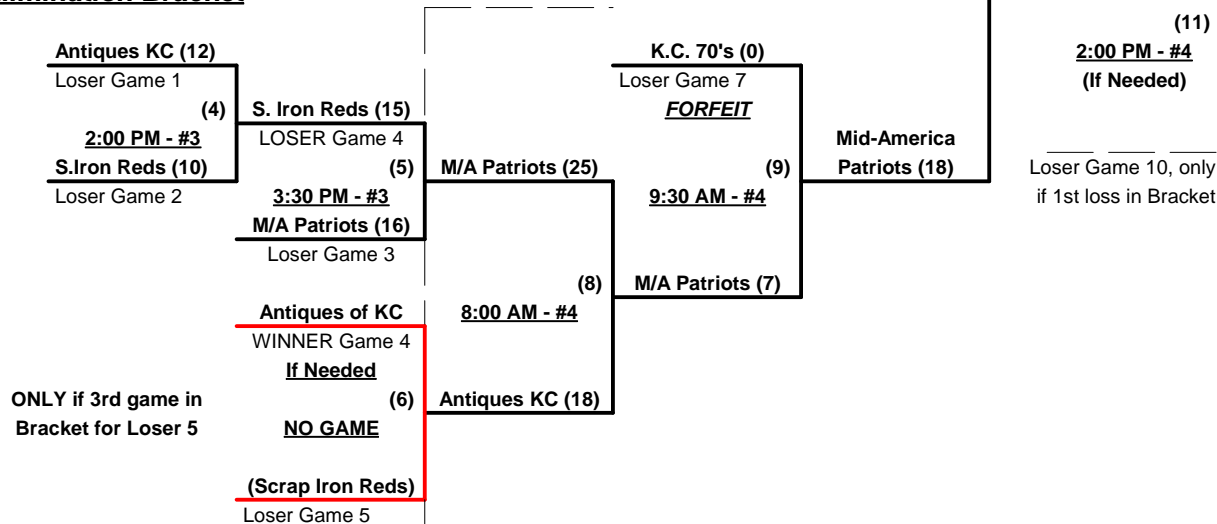 Antiques KC (12)
Loser Game 1
(4)
2:00 PM - #3
S.Iron Reds (10)
Loser Game 2
S. Iron Reds (15)
LOSER Game 4
(5)
3:30 PM - #3
M/A Patriots (16)
Loser Game 3
Antiques of KC
WINNER Game 4
If Needed
(6)
NO GAME
(Scrap Iron Reds)
Loser Game 5
ONLY if 3rd game in
Bracket for Loser 5
M/A Patriots (25)
(8)
8:00 AM - #4
Antiques KC (18)
K.C. 70's (0)
Loser Game 7
FORFEIT
(9)
9:30 AM - #4
M/A Patriots (7)
Mid-America
Patriots (18)
(11)
2:00 PM - #4
(If Needed)
Loser Game 10, only
if 1st loss in Bracket